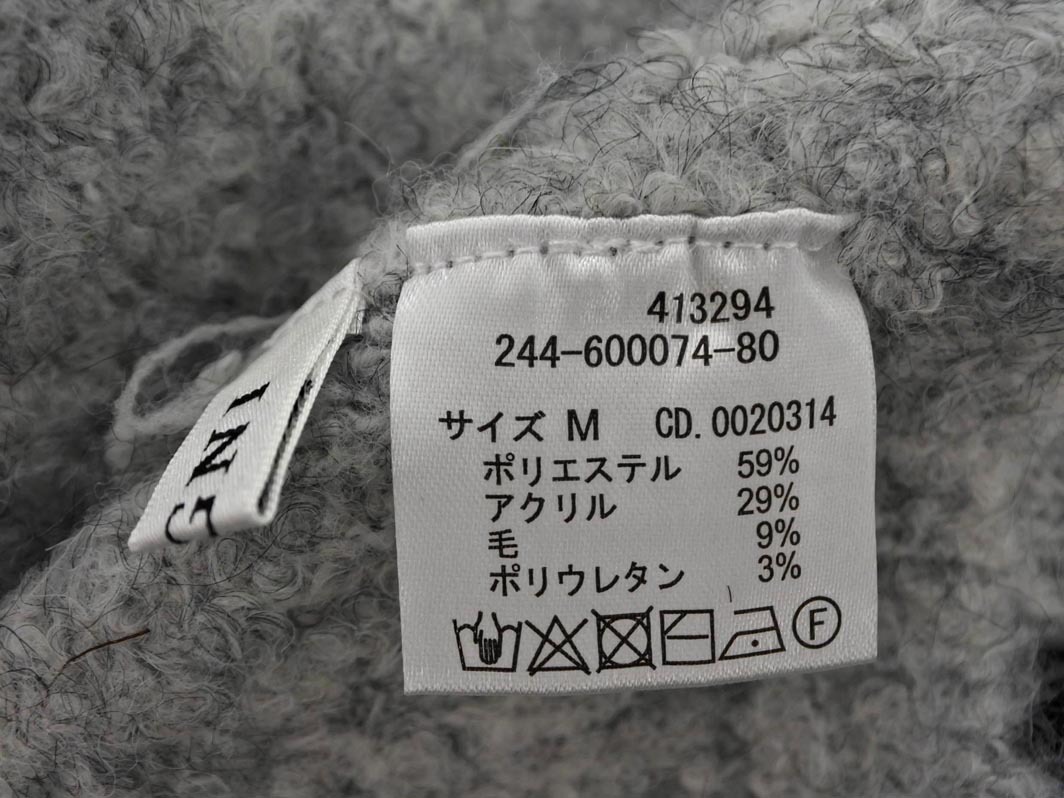 413294
244-600074-80
サイズ M CD. 0020314
ポリエステル 59%
アクリル 29%
毛 9%
ポリウレタン 3%
F